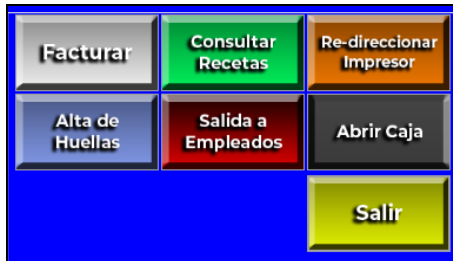 Facturar
Consultar
Recetas
Re-direccionar
Impresor
Alta de
Huellas
Salida a
Empleados
Abrir Caja
Salir